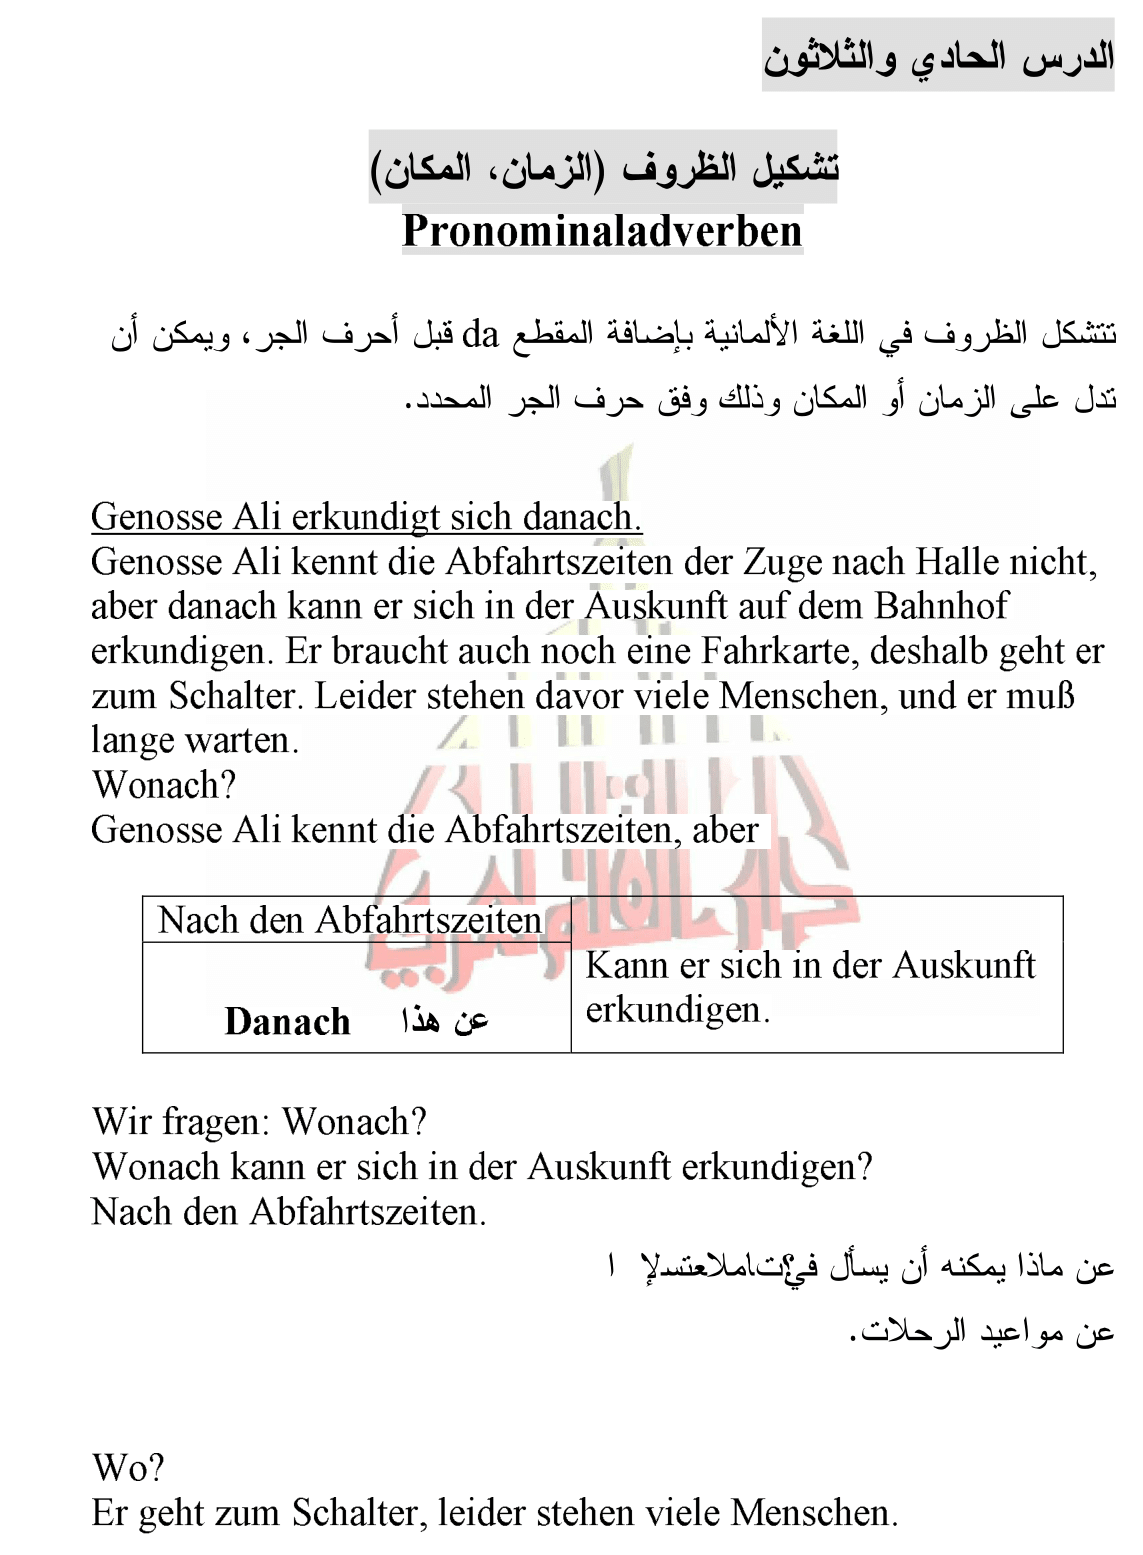 الدرس الحادي والثلاثون
تشكيل الظروف (الزمان، المكان)
Pronominaladverben
تتشكل الظروف في اللغة الألمانية بإضافة المقطع da قبل أحرف الجر، ويمكن أن
تدل على الزمان أو المكان وذلك وفق حرف الجر المحدد.
Genosse Ali erkundigt sich danach.
Genosse Ali kennt die Abfahrtszeiten der Zuge nach Halle nicht,
aber danach kann er sich in der Auskunft auf dem Bahnhof
erkundigen. Er braucht auch noch eine Fahrkarte, deshalb geht er
zum Schalter. Leider stehen davor viele Menschen, und er muß
lange warten.
Wonach?
Genosse Ali kennt die Abfahrtszeiten, aber
Nach den Abfahrtszeiten
Danach عن هذا
Kann er sich in der Auskunft
erkundigen.
Wir fragen: Wonach?
Wonach kann er sich in der Auskunft erkundigen?
Nach den Abfahrtszeiten.
عن ماذا يمكنه أن يسأل في
عن مواعيد الرحلات.
Wo?
Er geht zum Schalter, leider stehen viele Menschen.
دار القلم العربي